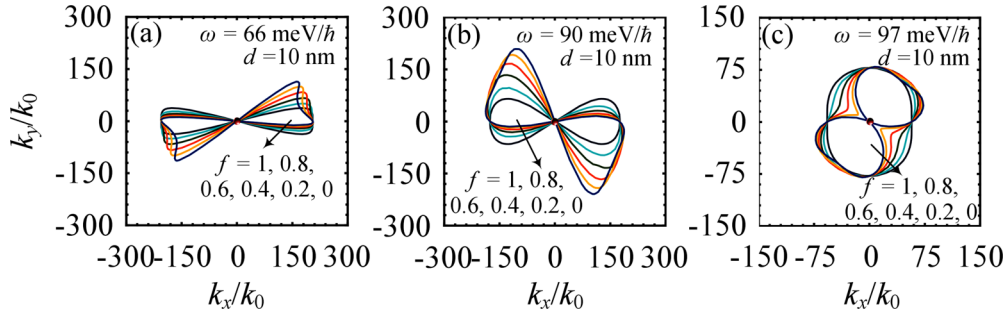 (a)
ω = 66 meV/ħ
d =10 nm
f = 1, 0.8,
0.6, 0.4, 0.2, 0
300
150
0
-150
-300
-300
-150
0
150
300
k_y/k_0
k_x/k_0
(b)
ω = 90 meV/ħ
d =10 nm
f = 1, 0.8,
0.6, 0.4, 0.2, 0
300
150
0
-150
-300
-300
-150
0
150
300
k_x/k_0
(c)
ω = 97 meV/ħ
d =10 nm
f = 1, 0.8,
0.6, 0.4, 0.2, 0
150
75
0
-75
-150
-150
-75
0
75
150
k_x/k_0